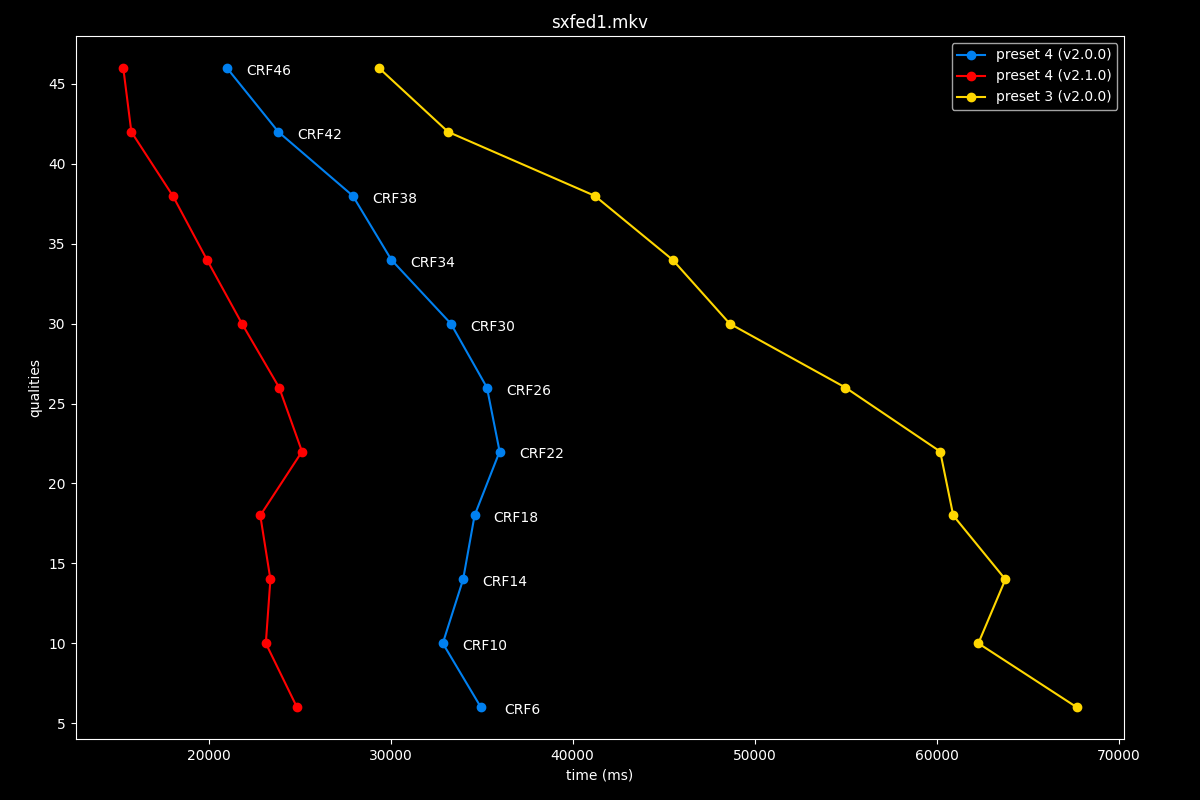 sxfed1.mkv
preset 4 (v2.0.0)
preset 4 (v2.1.0)
preset 3 (v2.0.0)
CRF46
CRF42
CRF38
CRF34
CRF30
CRF26
CRF22
CRF18
CRF14
CRF10
CRF6
45
40
35
30
25
20
15
10
5
qualities
20000 30000 40000 50000 60000 70000
time (ms)